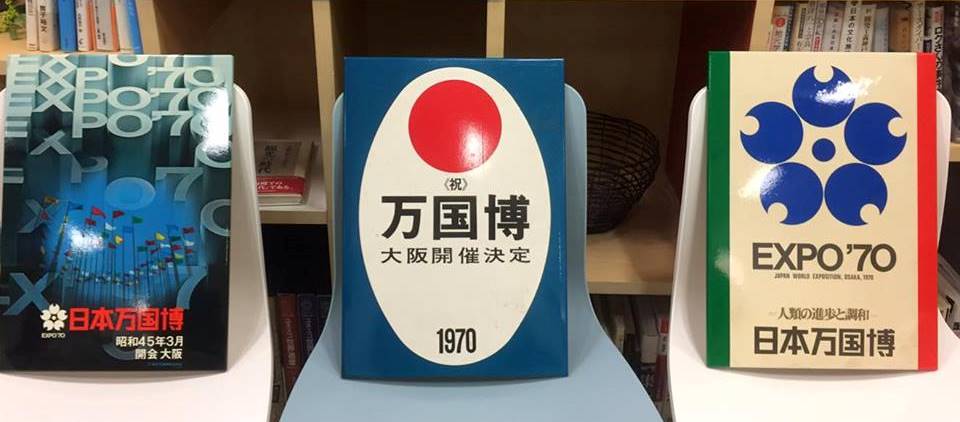 EXPO'70
EXPO'70
EXPO'70
EXPO'70
日本万国博
昭和45年3月
開会 大阪
《祝》
万国博
大阪開催決定
1970
EXPO'70
JAPAN WORLD EXPOSITION, OSAKA, 1970
人類の進歩と調和
日本万国博